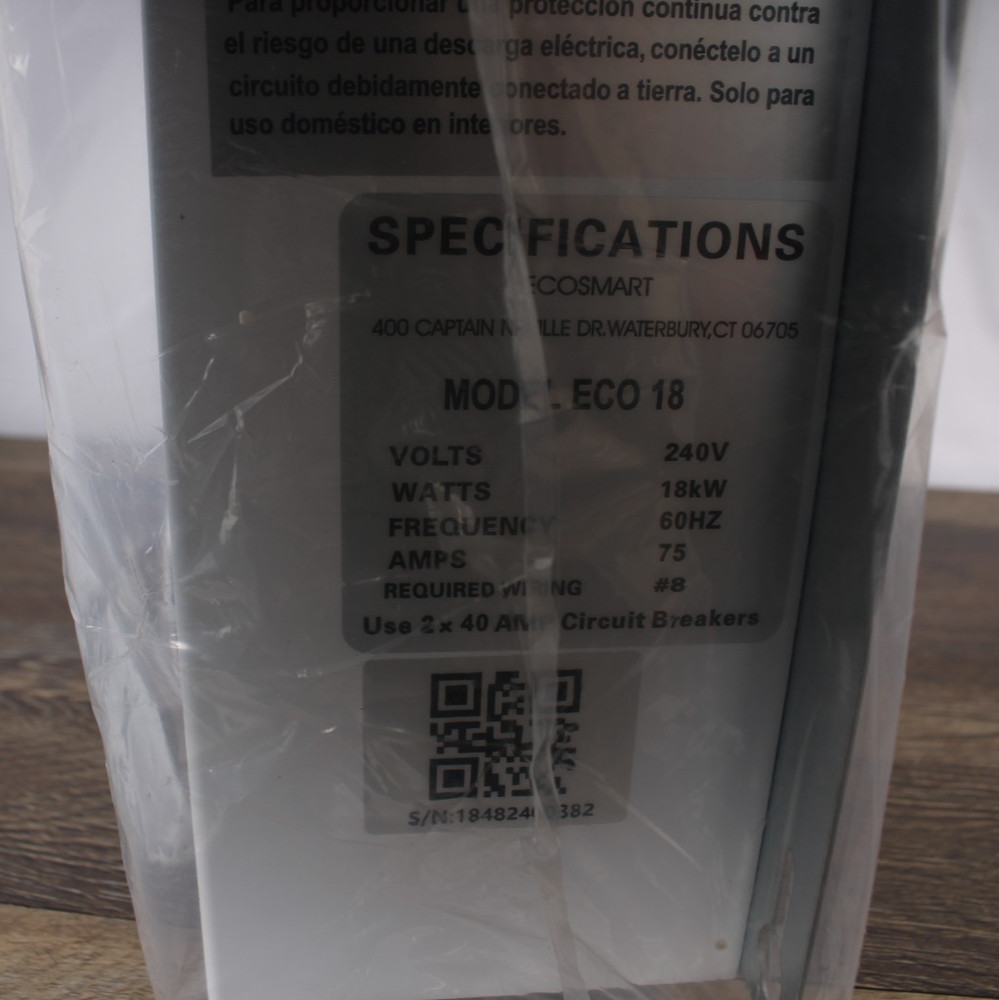 Para proporcionar una protección continua contra
el riesgo de una descarga eléctrica, conéctelo a un
circuito debidamente conectado a tierra. Solo para
uso doméstico en interiores.
SPECIFICATIONS
ECOSMART
400 CAPTAIN DR.WATERBURY,CT 06705
MODEL ECO 18
VOLTS 240V
WATTS 18kW
FREQUENCY 60HZ
AMPS 75
REQUIRED WIRING #8
Use 2 x 40 AMP Circuit Breakers